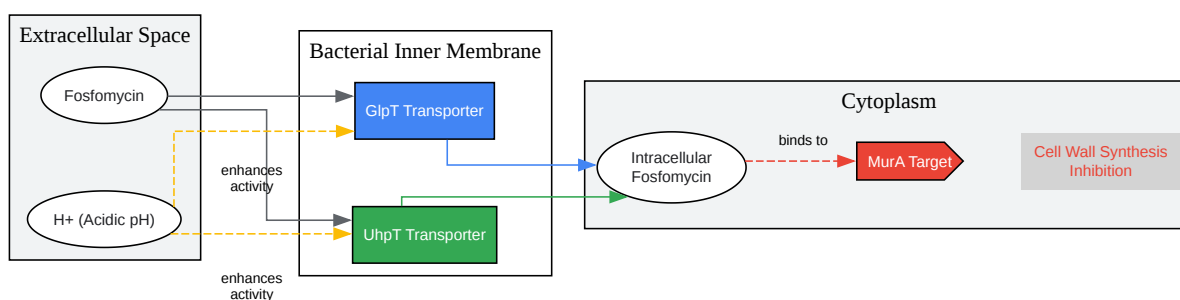 Extracellular Space
Fosfomycin
H+ (Acidic pH)
enhances
activity
enhances
activity
Bacterial Inner Membrane
GlpT Transporter
UhpT Transporter
Cytoplasm
Intracellular
Fosfomycin
binds to
MurA Target
Cell Wall Synthesis
Inhibition